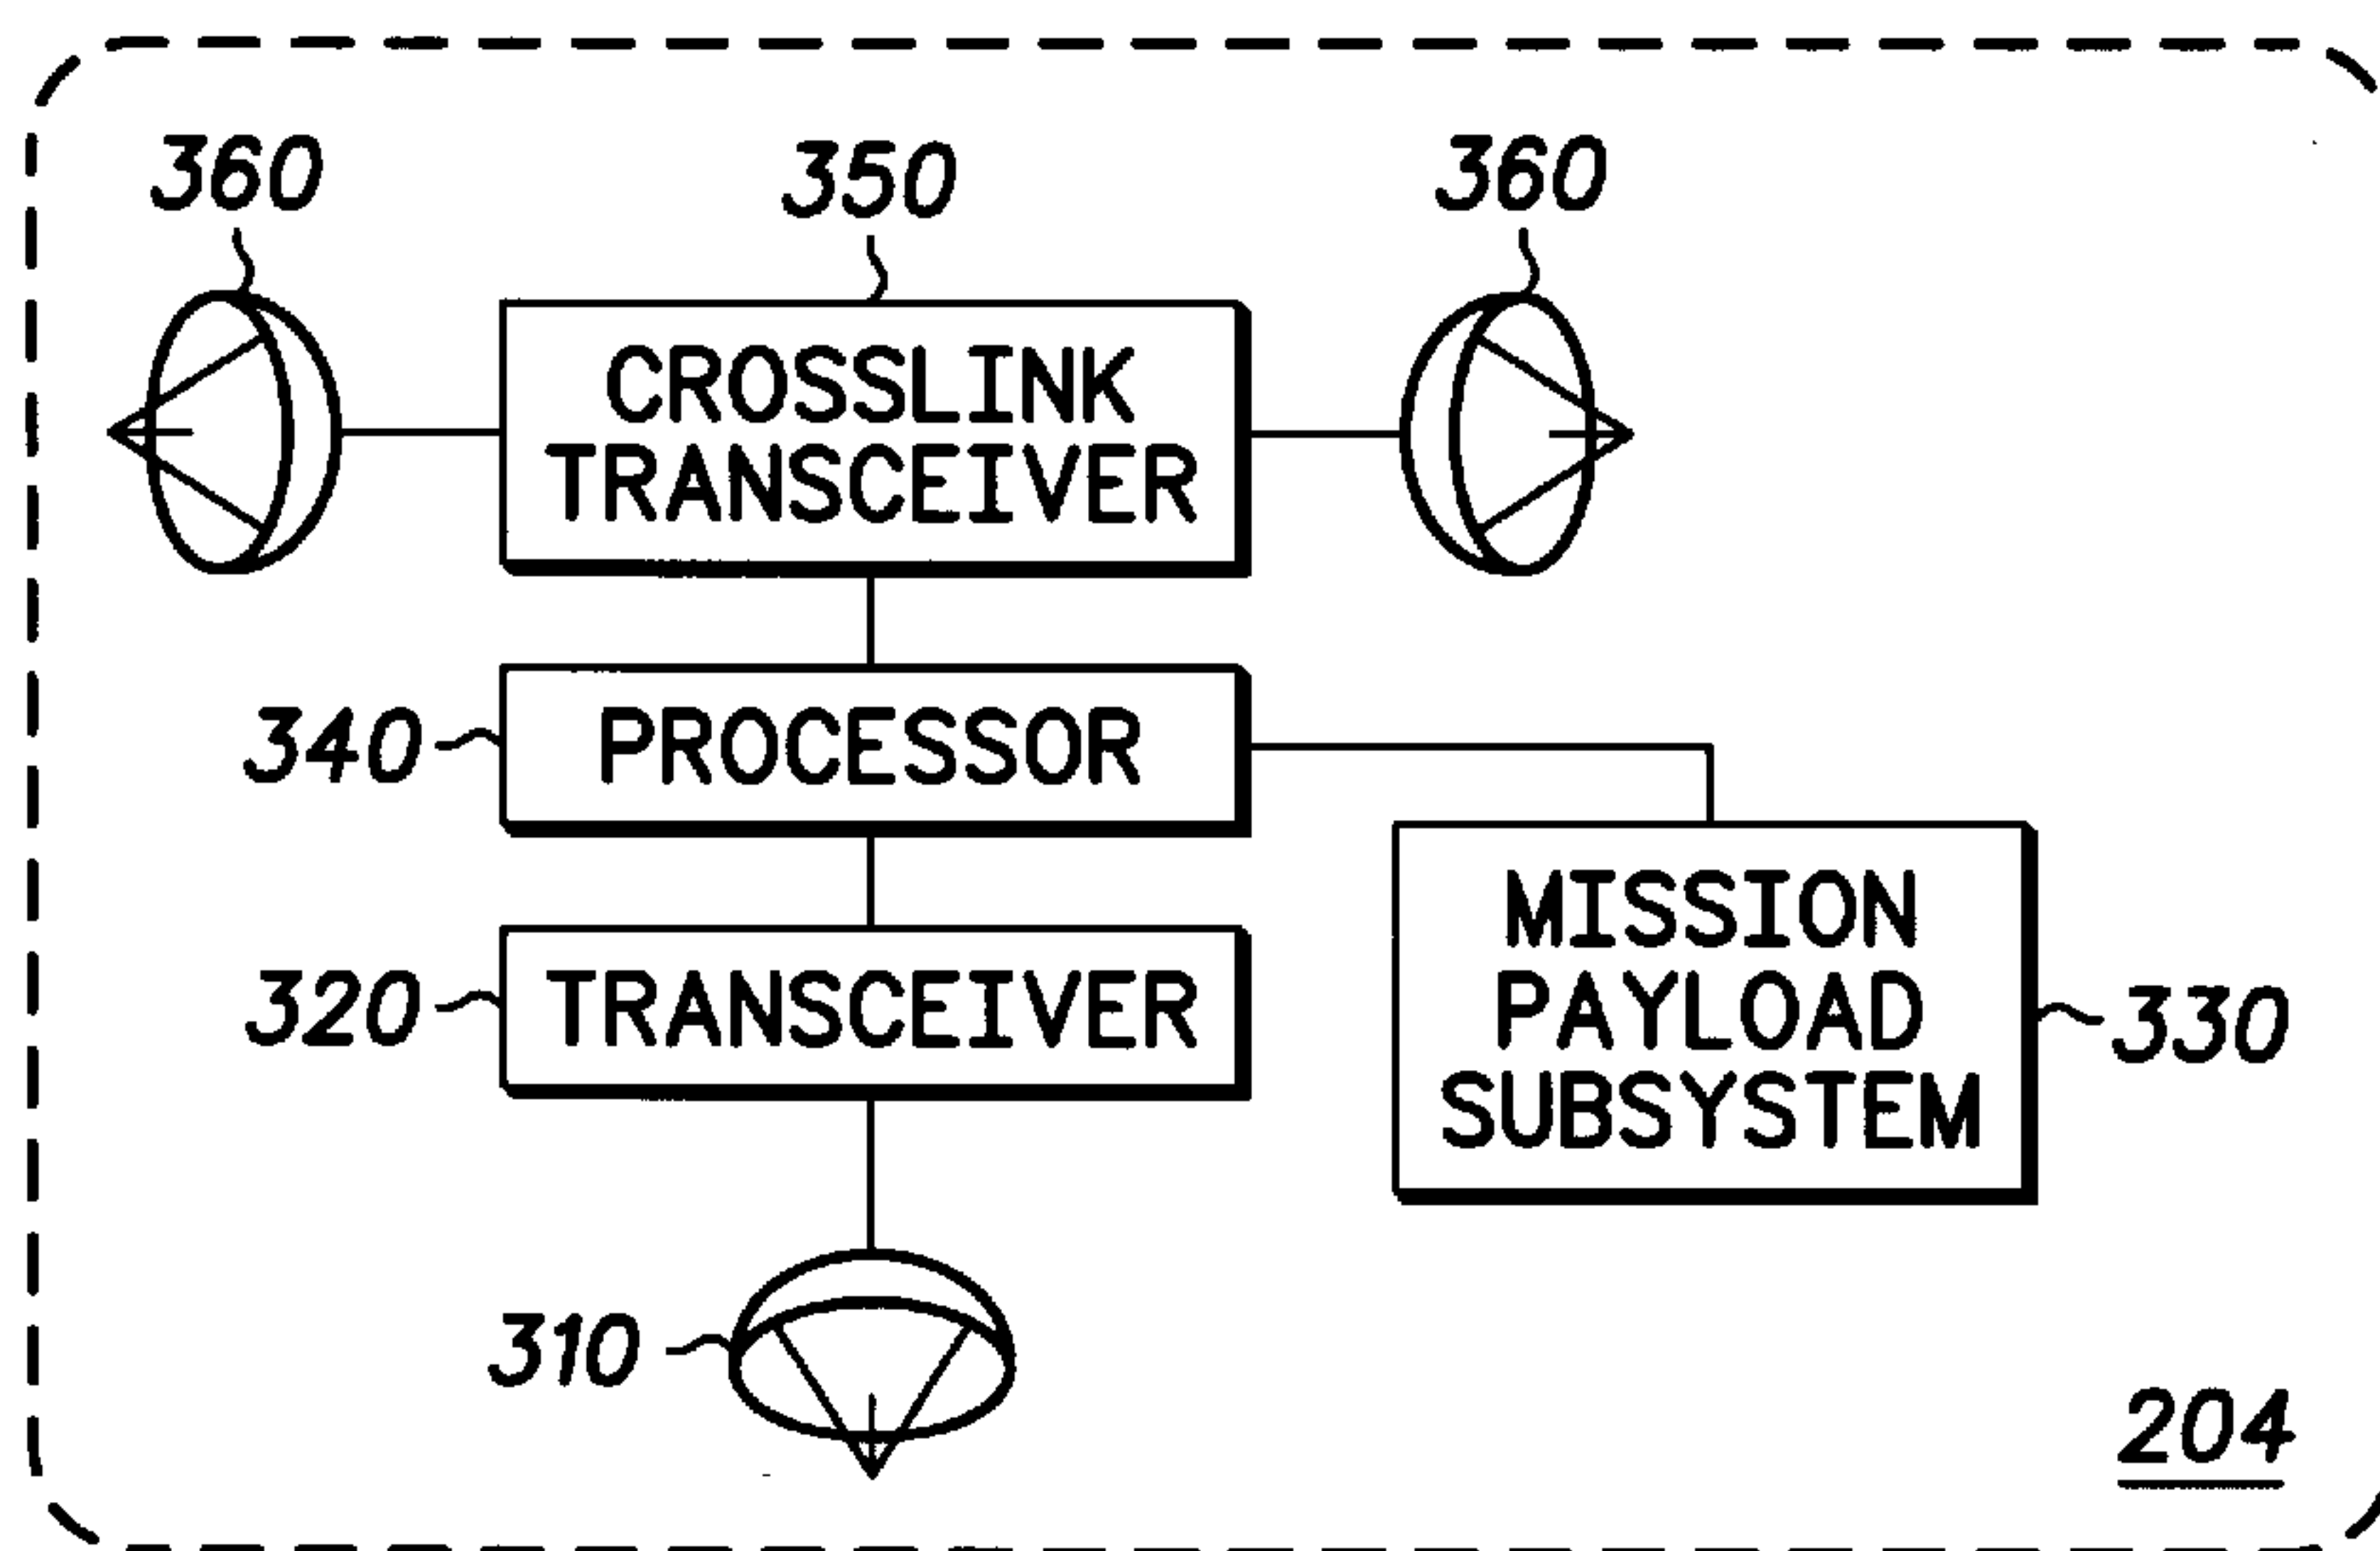 360
350
360
CROSSLINK
TRANSCEIVER
340
PROCESSOR
320
TRANSCEIVER
MISSION
PAYLOAD
SUBSYSTEM
330
310
204